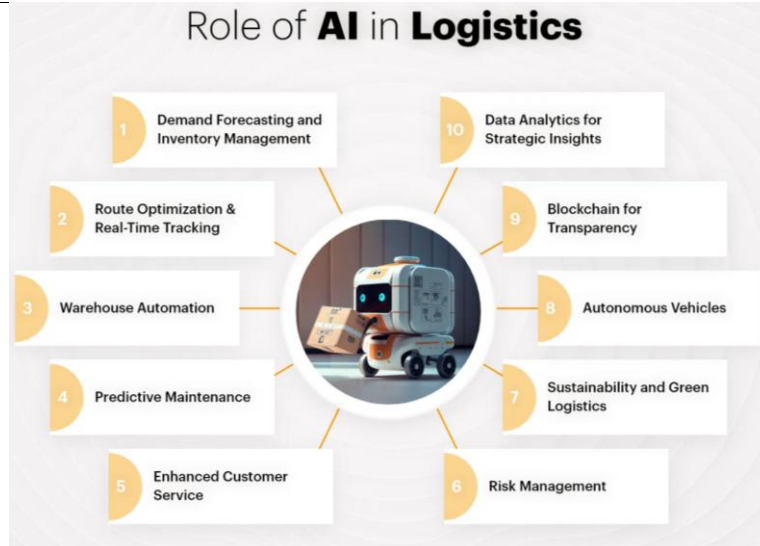 Role of AI in Logistics
1
Demand Forecasting and
Inventory Management
2
Route Optimization &
Real-Time Tracking
3
Warehouse Automation
4
Predictive Maintenance
5
Enhanced Customer
Service
6
Risk Management
7
Sustainability and Green
Logistics
8
Autonomous Vehicles
9
Blockchain for
Transparency
10
Data Analytics for
Strategic Insights